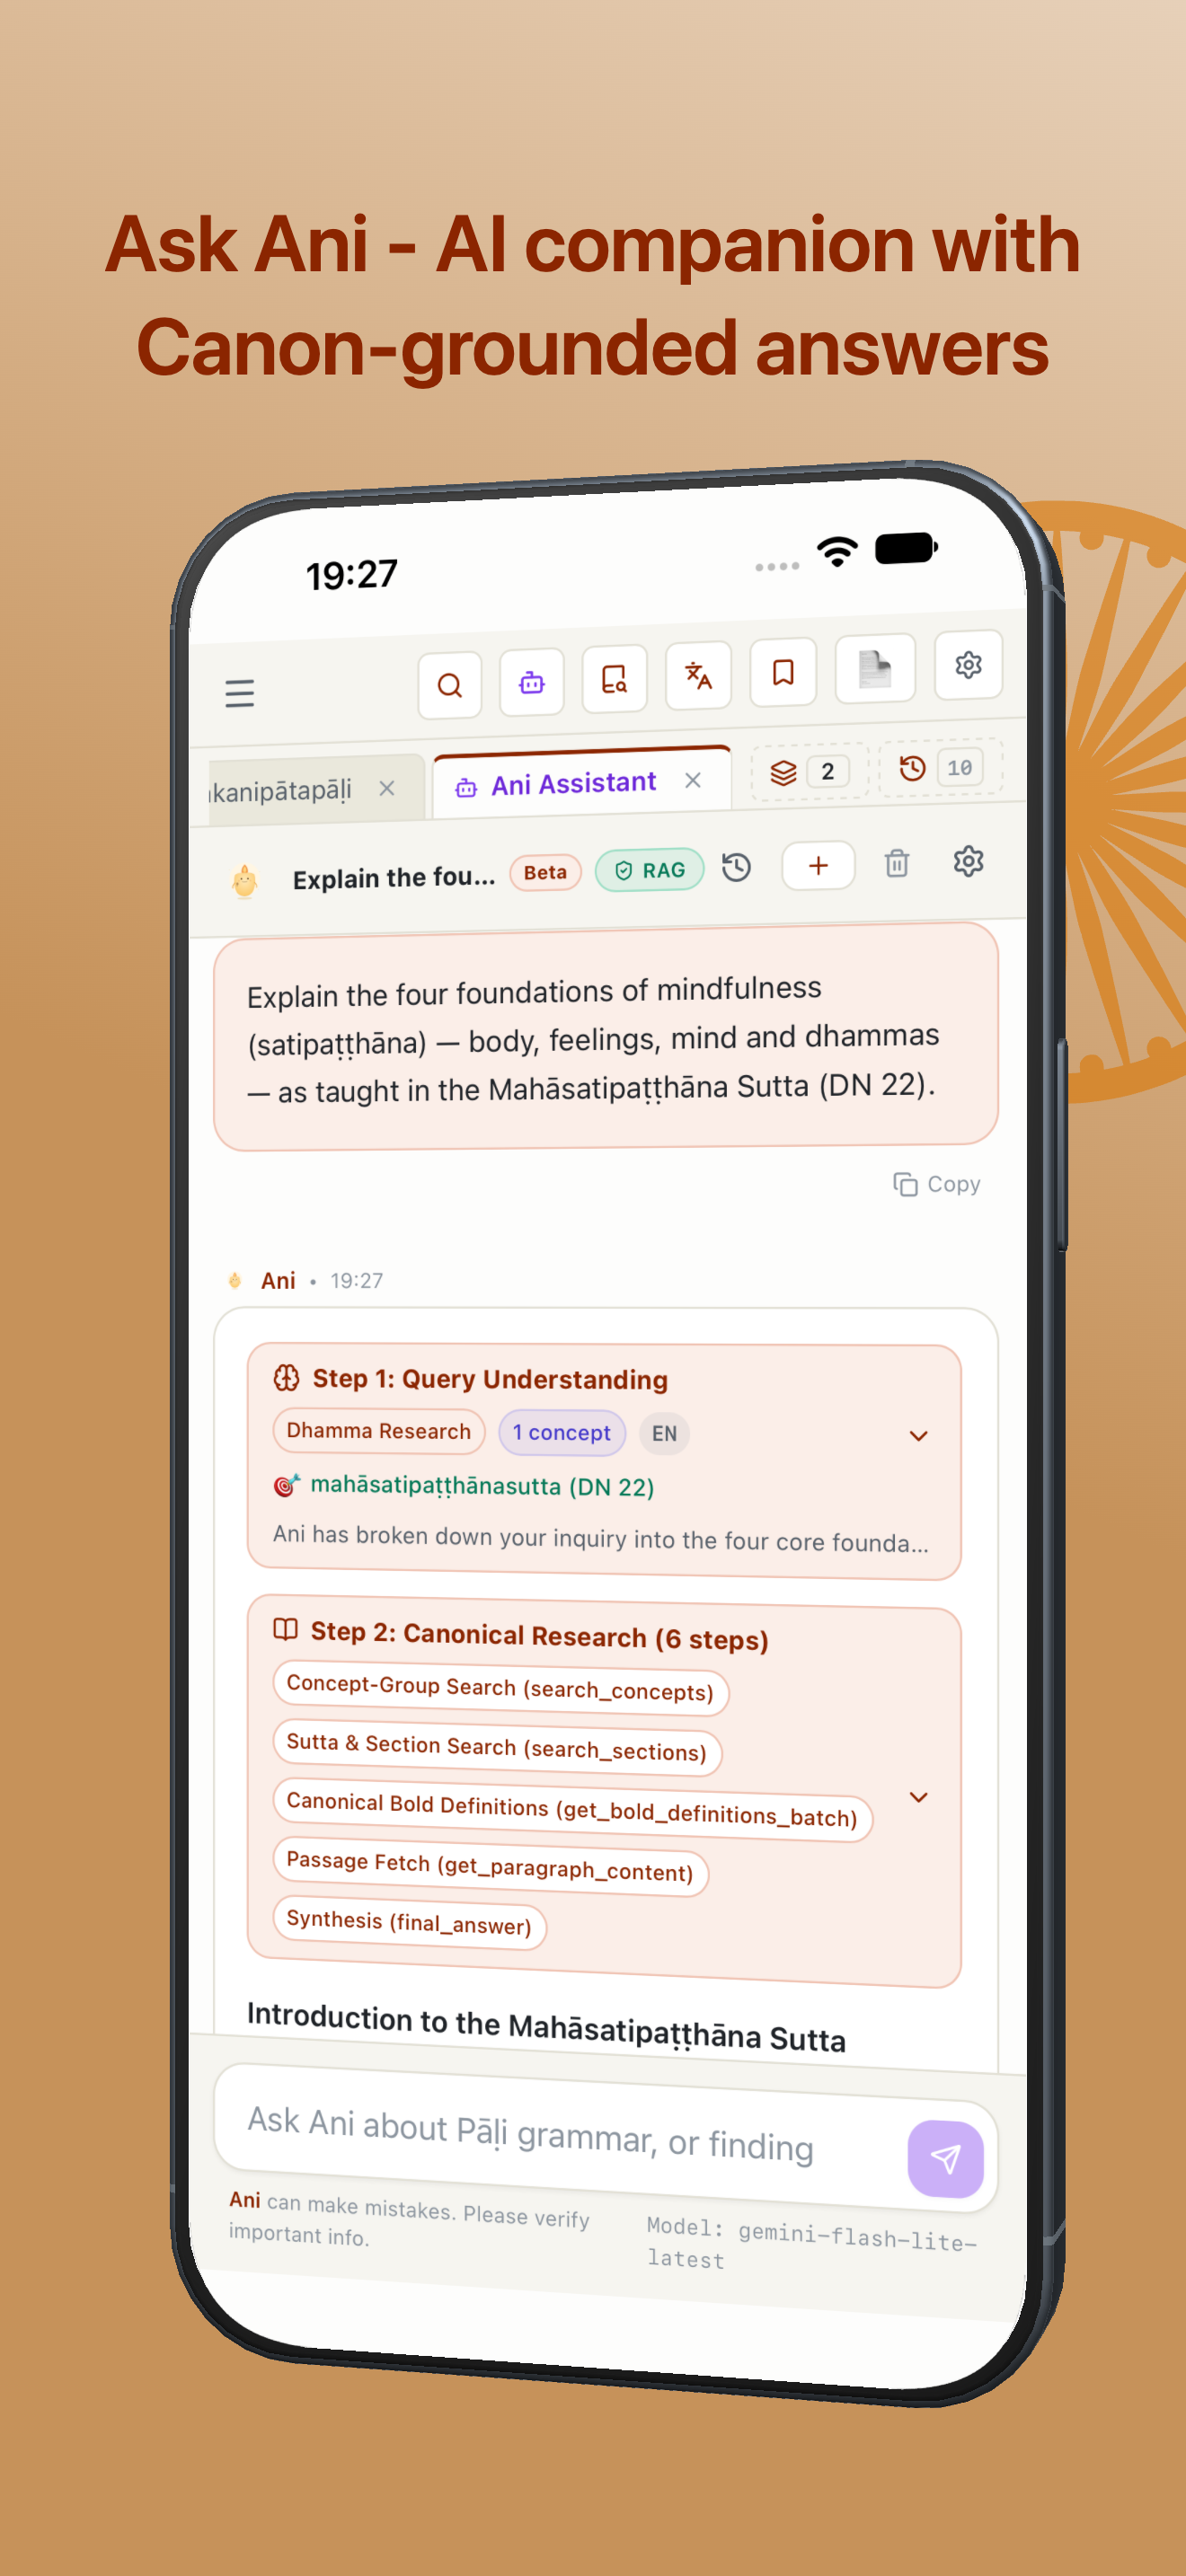 Ask Ani - AI companion with
Canon-grounded answers
19:27
kanipātapāḷi
Ani Assistant
2
10
Explain the fou...
Beta
RAG
Explain the four foundations of mindfulness
(satipaṭṭhāna) — body, feelings, mind and dhammas
— as taught in the Mahāsatipaṭṭhāna Sutta (DN 22).
Copy
Ani • 19:27
Step 1: Query Understanding
Dhamma Research 1 concept EN
mahāsatipaṭṭhānasutta (DN 22)
Ani has broken down your inquiry into the four core founda...
Step 2: Canonical Research (6 steps)
Concept-Group Search (search_concepts)
Sutta & Section Search (search_sections)
Canonical Bold Definitions (get_bold_definitions_batch)
Passage Fetch (get_paragraph_content)
Synthesis (final_answer)
Introduction to the Mahāsatipaṭṭhāna Sutta
Ask Ani about Pāḷi grammar, or finding
Ani can make mistakes. Please verify
important info.
Model: gemini-flash-lite-
latest